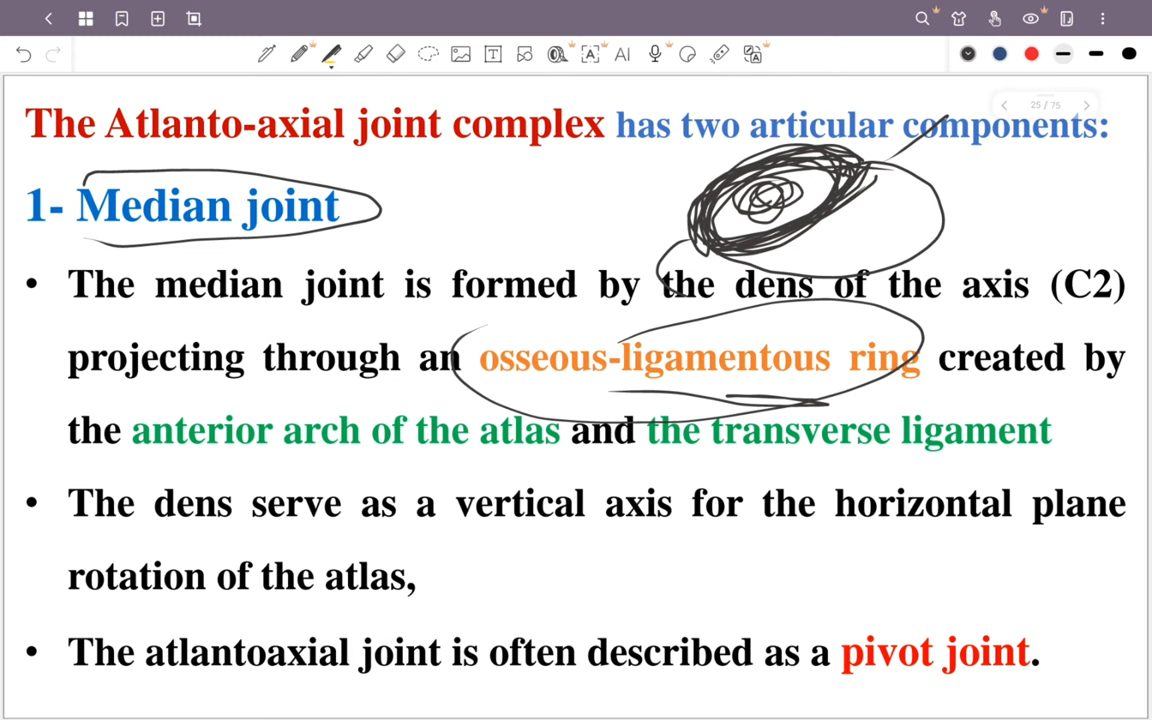 T
A
AI
A
25 / 75
The Atlanto-axial joint complex has two articular components:
1- Median joint
• The median joint is formed by the dens of the axis (C2)
projecting through an osseous-ligamentous ring created by
the anterior arch of the atlas and the transverse ligament
• The dens serve as a vertical axis for the horizontal plane
rotation of the atlas,
• The atlantoaxial joint is often described as a pivot joint.